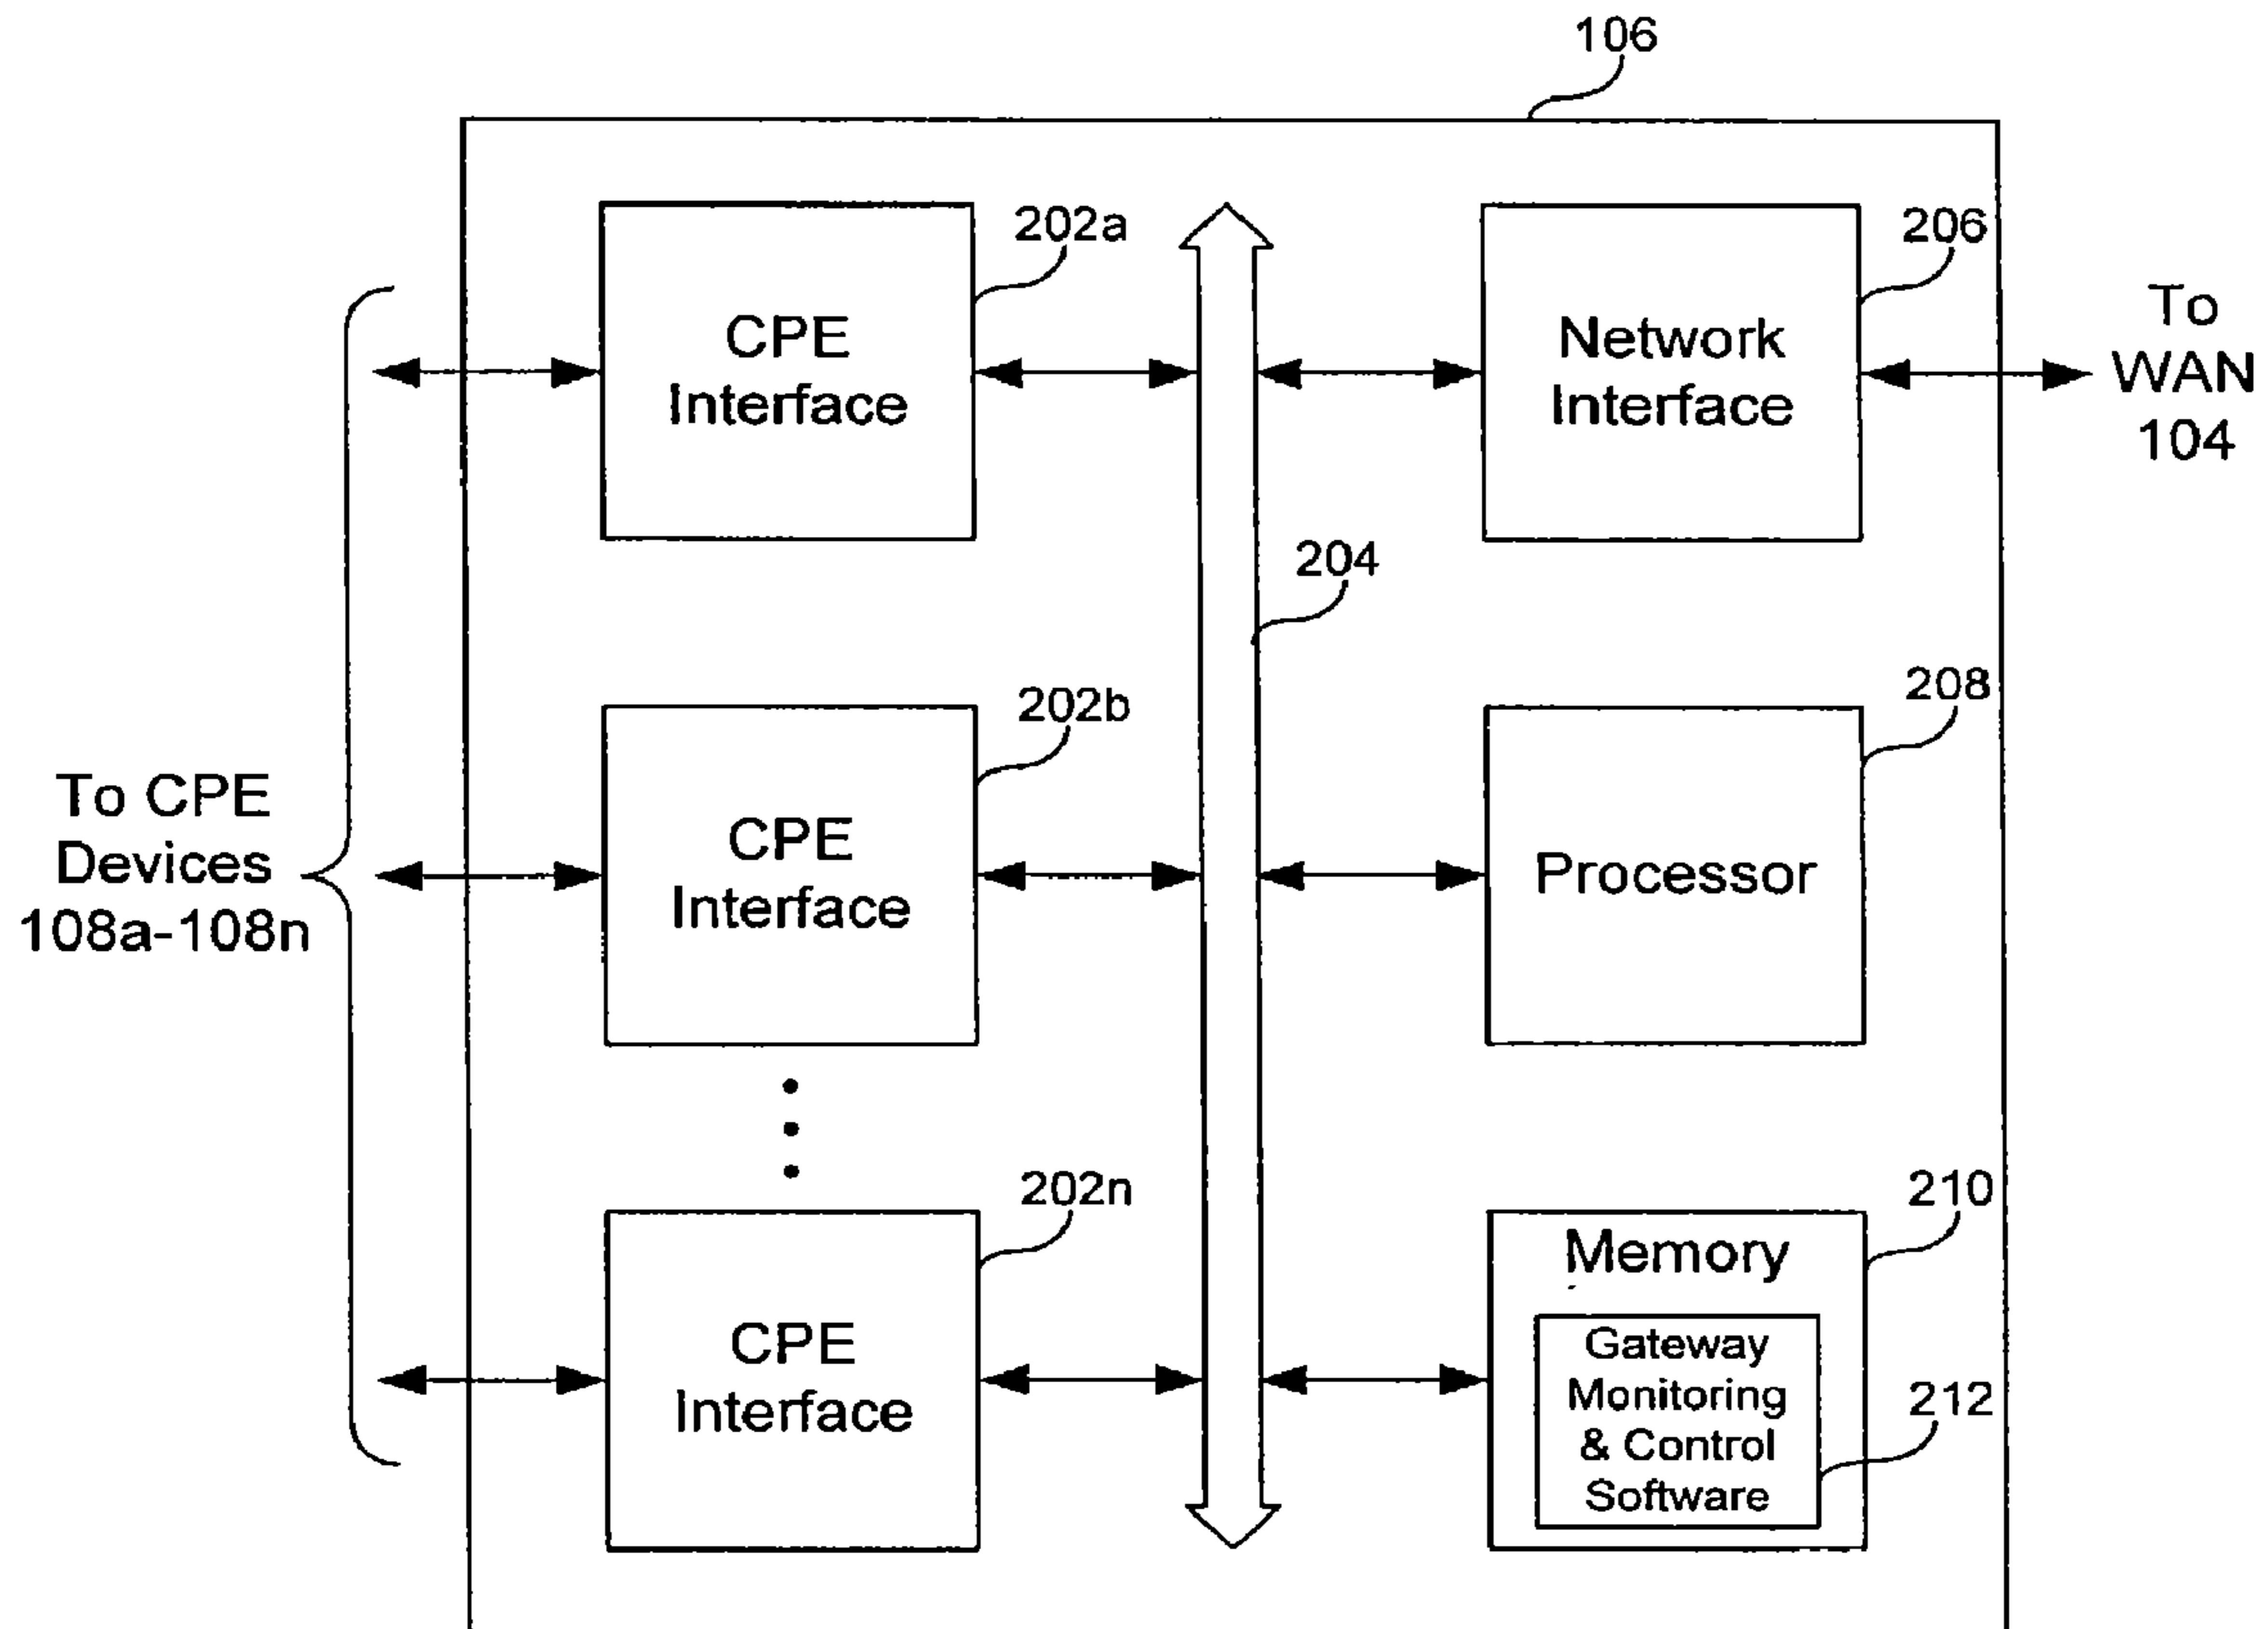 106
202a
206
CPE
Interface
Network
Interface
To
WAN
104
204
202b
208
To CPE
Devices
108a-108n
CPE
Interface
Processor
202n
210
CPE
Interface
Memory
Gateway
Monitoring
& Control
Software
212